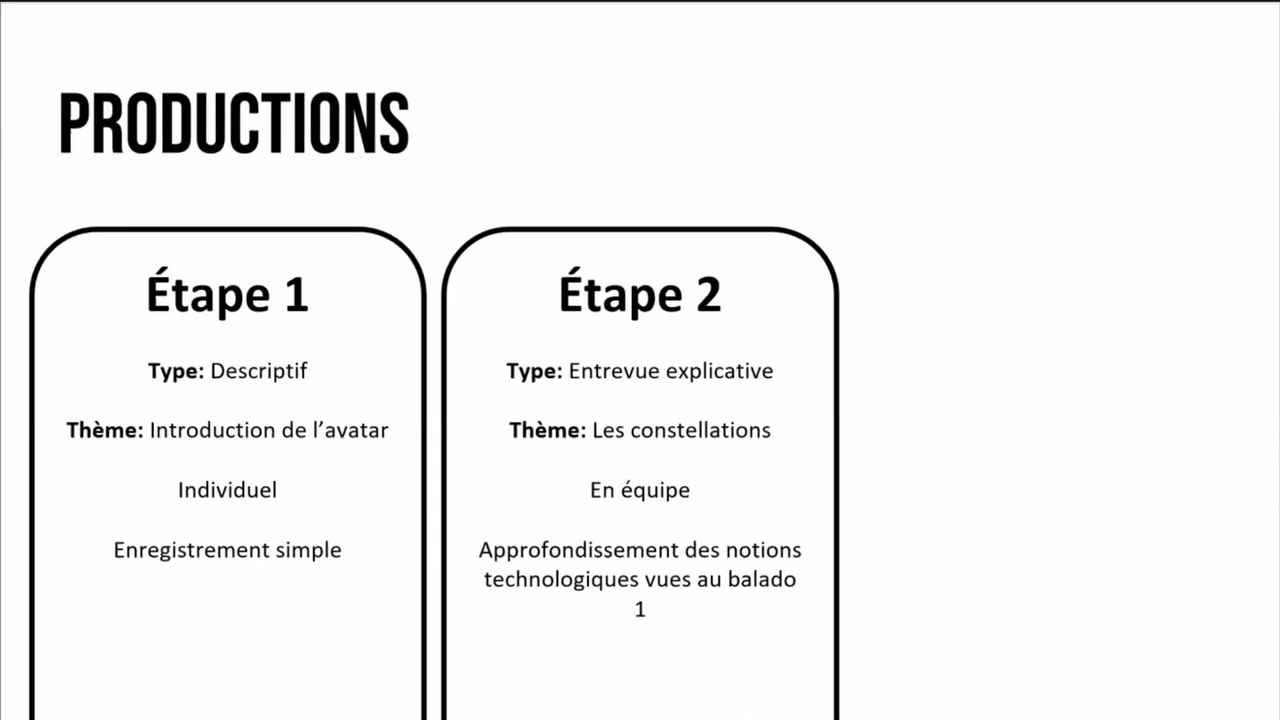 PRODUCTIONS
Étape 1
Type: Descriptif
Thème: Introduction de l’avatar
Individuel
Enregistrement simple
Étape 2
Type: Entrevue explicative
Thème: Les constellations
En équipe
Approfondissement des notions
technologiques vues au balado
1